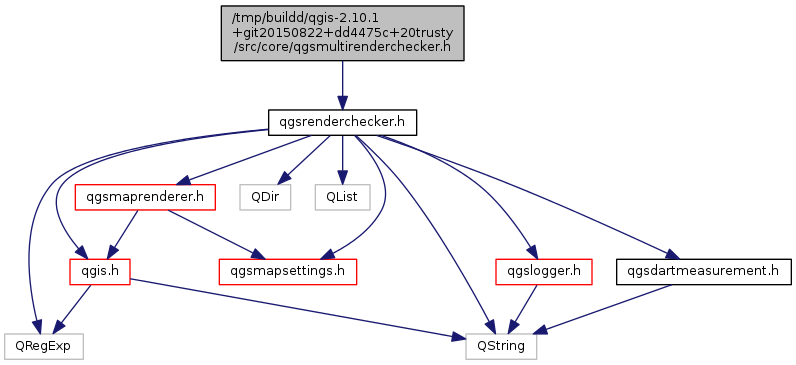 /tmp/buildd/qgis-2.10.1
+git20150822+dd4475c+20trusty
/src/core/qgsmultirenderchecker.h
qgsrenderchecker.h
qgsmaprenderer.h
QDir
QList
qgis.h
qgsmapsettings.h
qgslogger.h
qgsdartmeasurement.h
QRegExp
QString